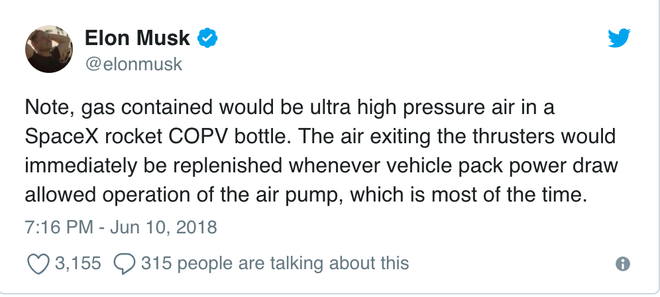 Elon Musk
@elonmusk
Note, gas contained would be ultra high pressure air in a
SpaceX rocket COPV bottle. The air exiting the thrusters would
immediately be replenished whenever vehicle pack power draw
allowed operation of the air pump, which is most of the time.
7:16 PM - Jun 10, 2018
3,155 315 people are talking about this